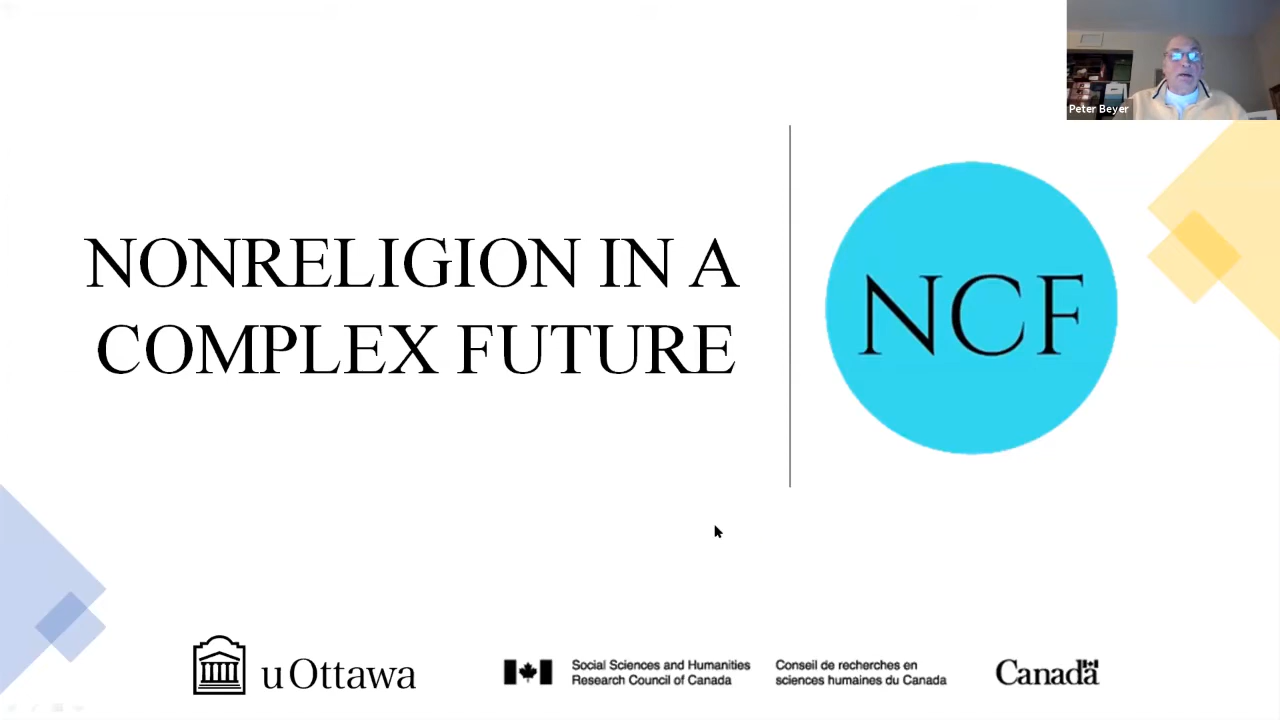 Peter Beyer
NONRELIGION IN A
COMPLEX FUTURE
NCF
uOttawa
Social Sciences and Humanities
Research Council of Canada
Conseil de recherches en
sciences humaines du Canada
Canada